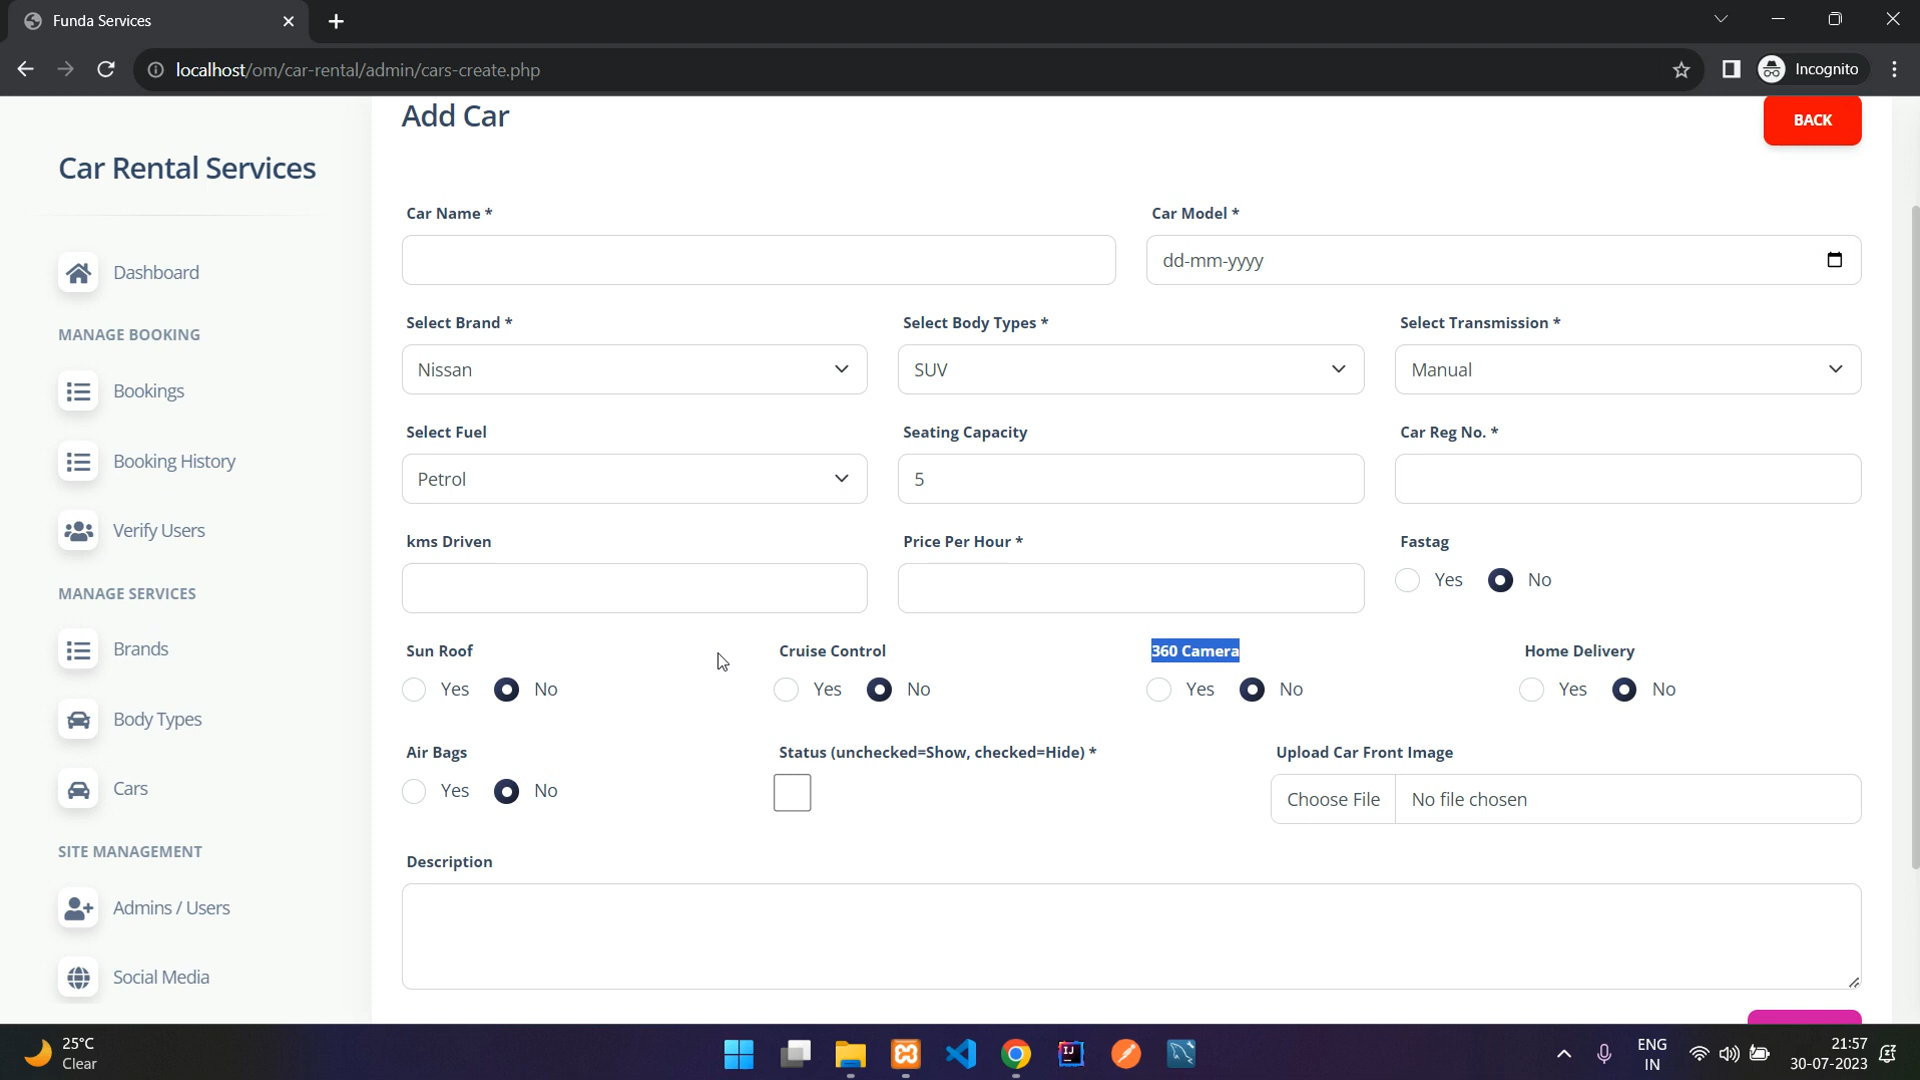 Funda Services
localhost/om/car-rental/admin/cars-create.php
Incognito
Add Car
BACK
Car Rental Services
Dashboard
MANAGE BOOKING
Bookings
Booking History
Verify Users
MANAGE SERVICES
Brands
Body Types
Cars
SITE MANAGEMENT
Admins / Users
Social Media
Car Name *
Car Model *
dd-mm-yyyy
Select Brand *
Select Body Types *
Select Transmission *
Nissan
SUV
Manual
Select Fuel
Seating Capacity
Car Reg No. *
Petrol
5
kms Driven
Price Per Hour *
Fastag
Yes No
Sun Roof
Cruise Control
360 Camera
Home Delivery
Yes No
Yes No
Yes No
Yes No
Air Bags
Status (unchecked=Show, checked=Hide) *
Upload Car Front Image
Yes No
Choose File No file chosen
Description
25°C
Clear
IJ
ENG
IN
21:57
30-07-2023